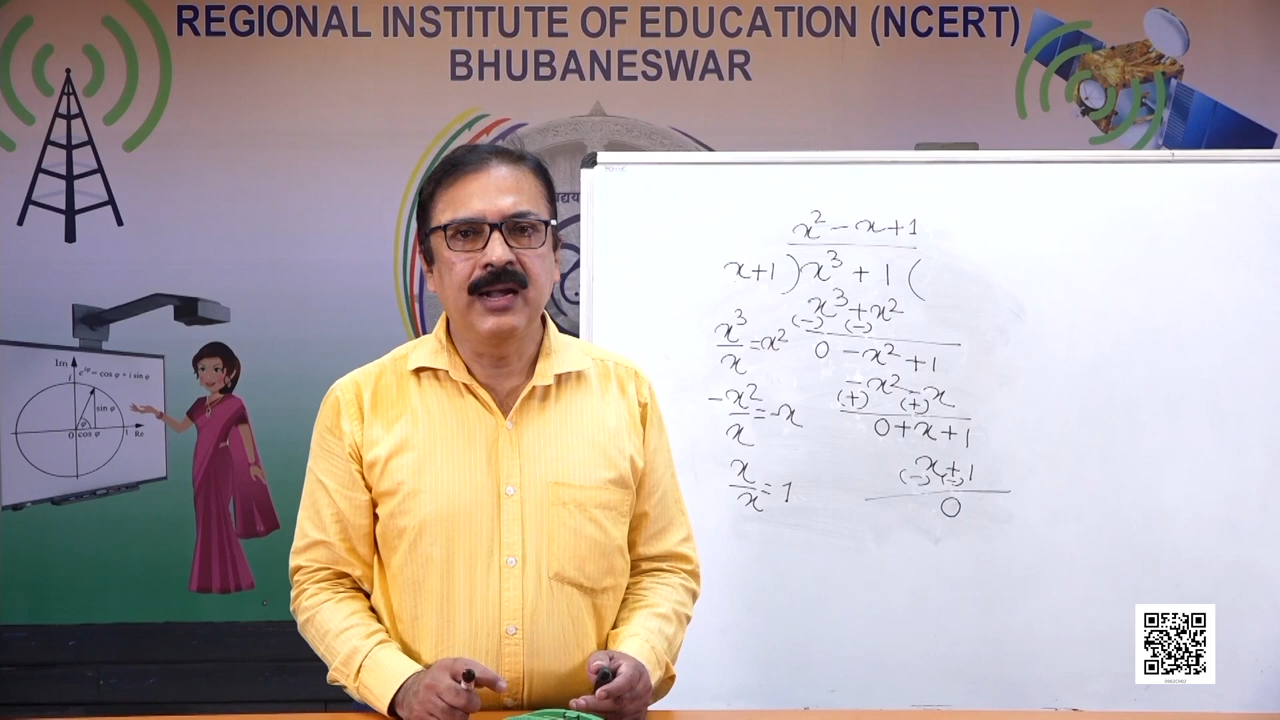 REGIONAL INSTITUTE OF EDUCATION (NCERT)
BHUBANESWAR
x² - x + 1
x+1 ) x³ + 1 (
x³ + x²
(-) (-)
x³/x = x²
0 - x² + 1
-x² - x
(+) (+)
-x²/x = -x
0 + x + 1
x + 1
(-) (-)
x/x = 1
0
Im
i
e^iφ = cos φ + i sin φ
sin φ
φ
0 cos φ 1 Re